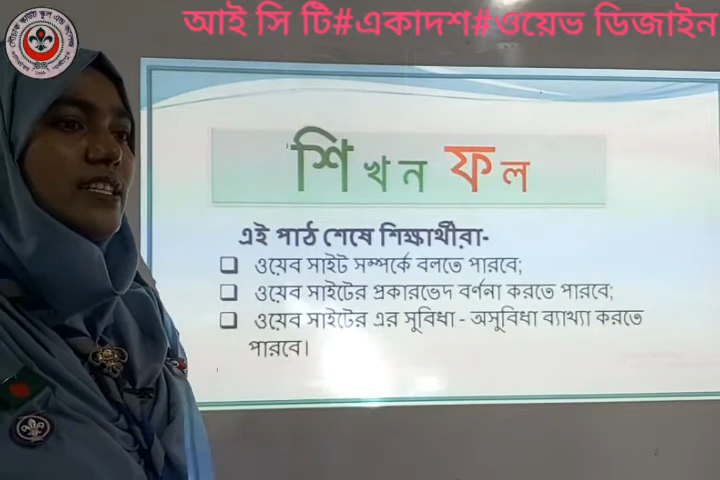 আই সি টি#একাদশ#ওয়েভ ডিজাইন
শিখন ফল
এই পাঠ শেষে শিক্ষার্থীরা-
ওয়েব সাইট সম্পর্কে বলতে পারবে;
ওয়েব সাইটের প্রকারভেদ বর্ণনা করতে পারবে;
ওয়েব সাইটের এর সুবিধা - অসুবিধা ব্যাখ্যা করতে
পারবে।